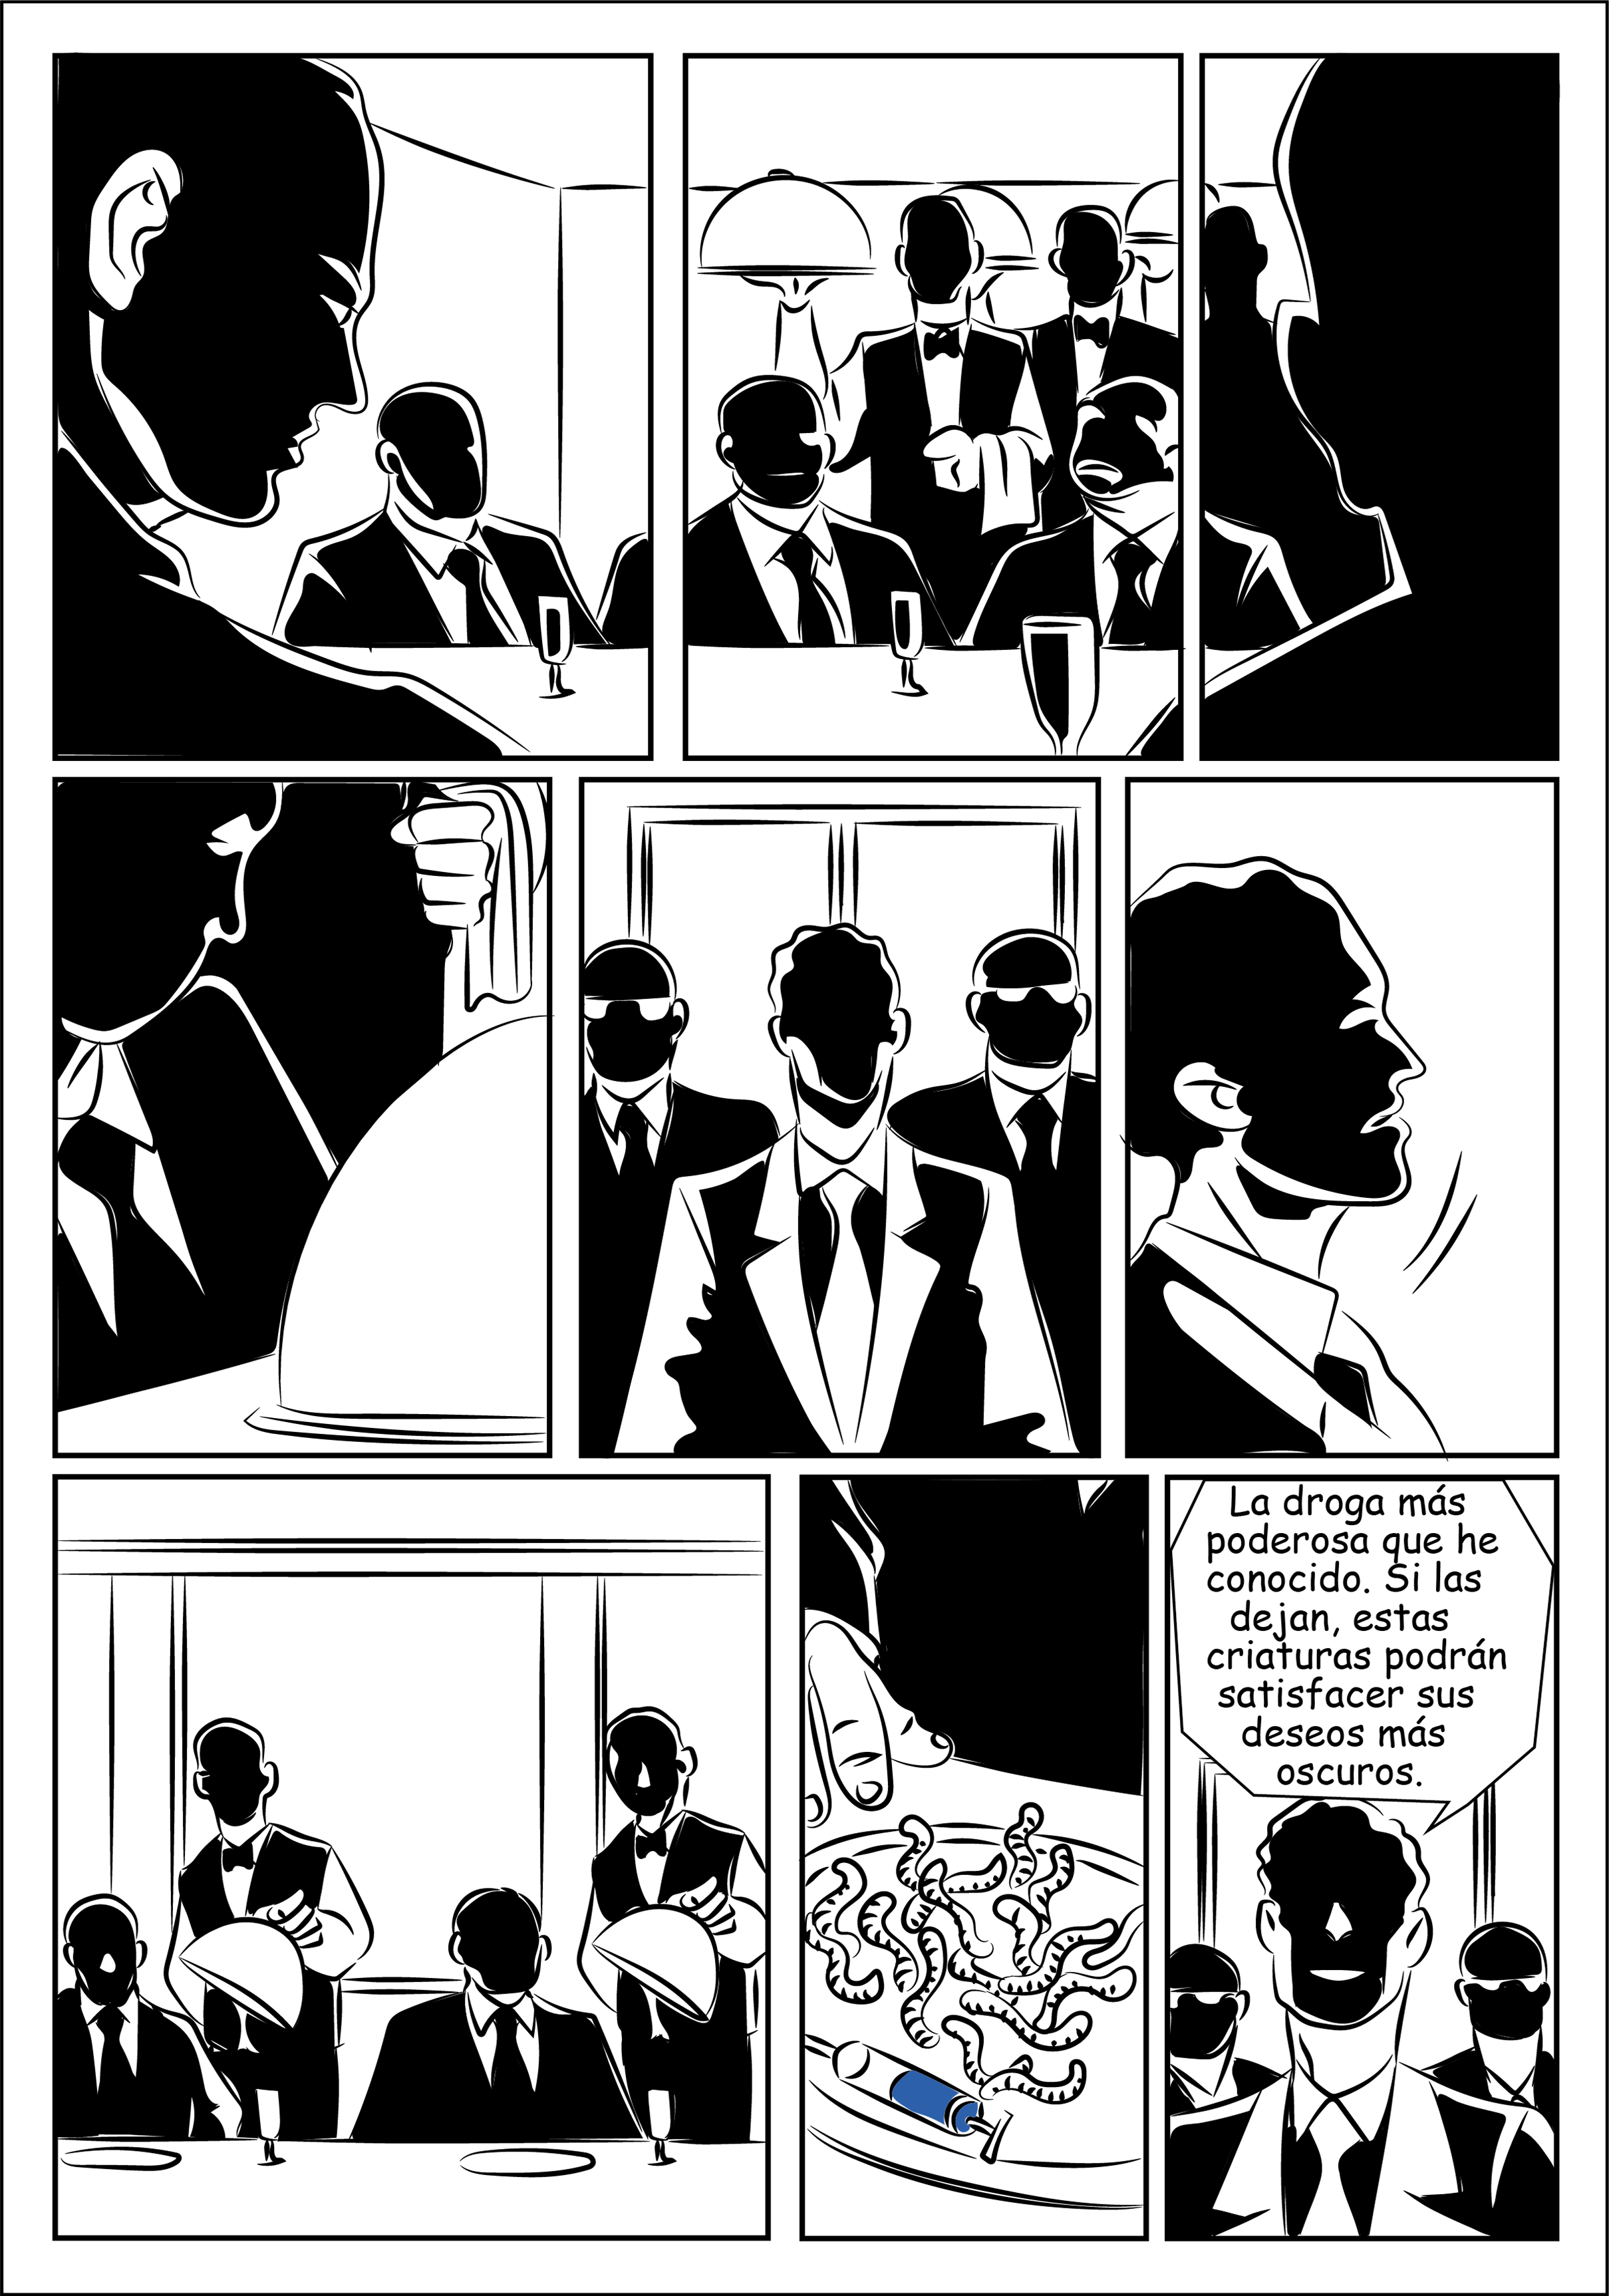 La droga más
poderosa que he
conocido. Si las
dejan, estas
criaturas podrán
satisfacer sus
deseos más
oscuros.